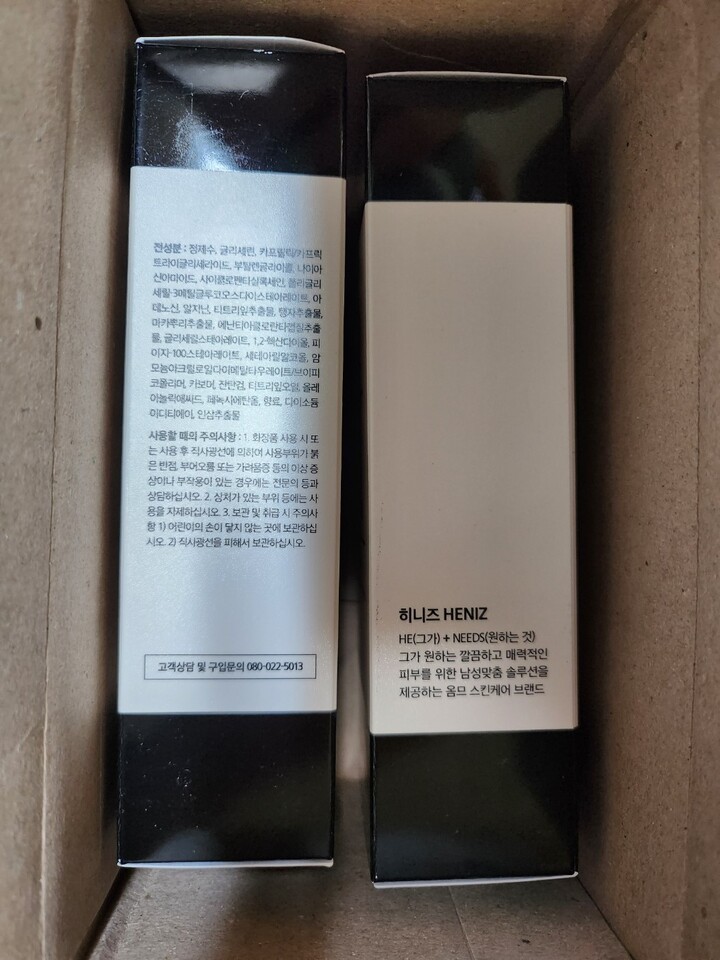 전성분 : 정제수, 글리세린, 카프릴릭/카프릭
트라이글리세라이드, 부틸렌글라이콜, 나이아
신아마이드, 사이클로펜타실록세인, 폴리글리
세릴-3메틸글루코오스다이스테아레이트, 아
데노신, 알지닌, 티트리잎추출물, 탱자추출물,
마카뿌리추출물, 에난티아클로란타껍질추출
물, 글리세릴스테아레이트, 1,2-헥산다이올, 피
이지-100스테아레이트, 세테아릴알코올, 암
모늄아크릴로일다이메틸타우레이트/브이피
코폴리머, 카보머, 잔탄검, 티트리잎오일, 올레
아놀릭애씨드, 페녹시에탄올, 향료, 다이소듐
이디티에이, 인삼추출물
사용할 때의 주의사항 : 1. 화장품 사용 시 또
는 사용 후 직사광선에 의하여 사용부위가 붉
은 반점, 부어오름 또는 가려움증 등의 이상 증
상이나 부작용이 있는 경우에는 전문의 등과
상담하십시오. 2. 상처가 있는 부위 등에는 사
용을 자제하십시오. 3. 보관 및 취급 시 주의사
항 1) 어린이의 손이 닿지 않는 곳에 보관하십
시오. 2) 직사광선을 피해서 보관하십시오.
고객상담 및 구입문의 080-022-5013
히니즈 HENIZ
HE(그가) + NEEDS(원하는 것)
그가 원하는 깔끔하고 매력적인
피부를 위한 남성맞춤 솔루션을
제공하는 옴므 스킨케어 브랜드